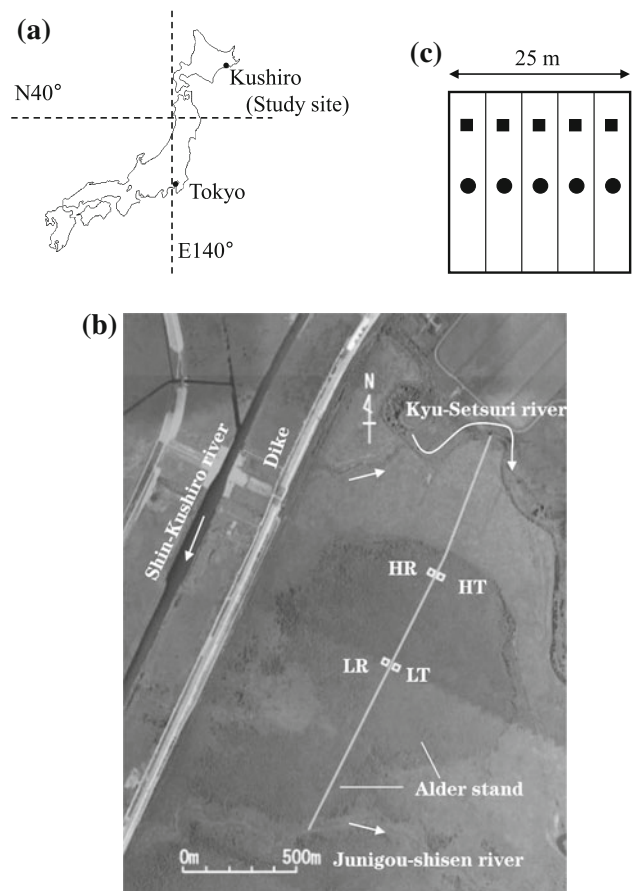 (a)
N40°
Kushiro
(Study site)
Tokyo
E140°
(c)
25 m
(b)
N
Kyu-Setsuri river
Shin-Kushiro river
Dike
HR
HT
LR
LT
Alder stand
0m
500m
Junigou-shisen river